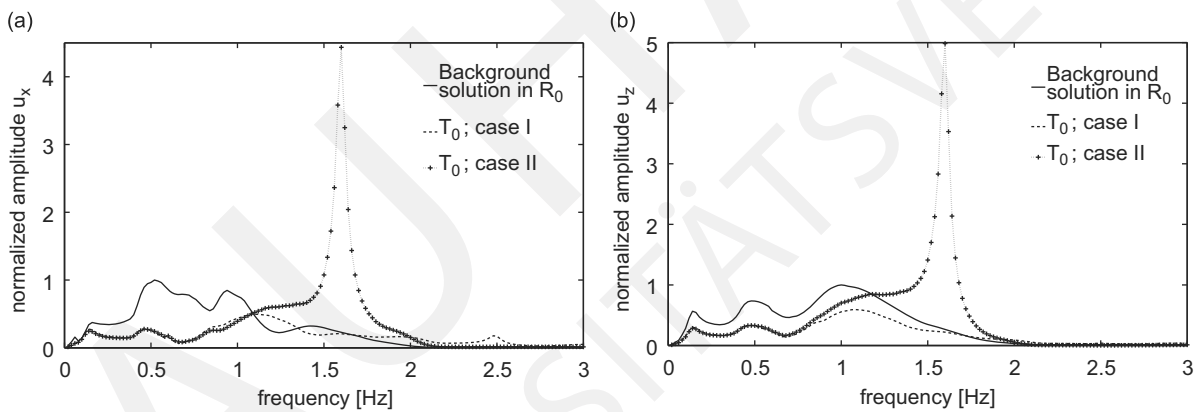 (a)
normalized amplitude u_x
4
3
2
1
0
0 0.5 1 1.5 2 2.5 3
frequency [Hz]
Background
solution in R_0
T_0 ; case I
T_0 ; case II
(b)
normalized amplitude u_z
5
4
3
2
1
0
0 0.5 1 1.5 2 2.5 3
frequency [Hz]
Background
solution in R_0
T_0 ; case I
T_0 ; case II